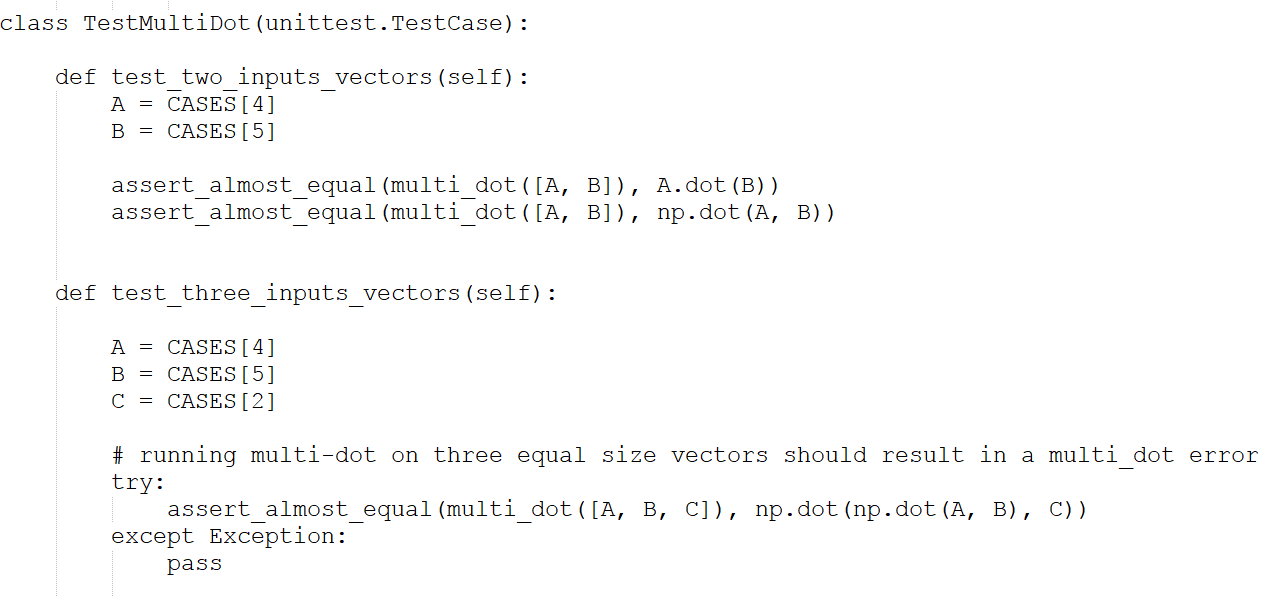 class TestMultiDot(unittest.TestCase):
    def test_two_inputs_vectors(self):
        A = CASES[4]
        B = CASES[5]
        assert_almost_equal(multi_dot([A, B]), A.dot(B))
        assert_almost_equal(multi_dot([A, B]), np.dot(A, B))
    def test_three_inputs_vectors(self):
        A = CASES[4]
        B = CASES[5]
        C = CASES[2]
        # running multi-dot on three equal size vectors should result in a multi_dot error
        try:
            assert_almost_equal(multi_dot([A, B, C]), np.dot(np.dot(A, B), C))
        except Exception:
            pass